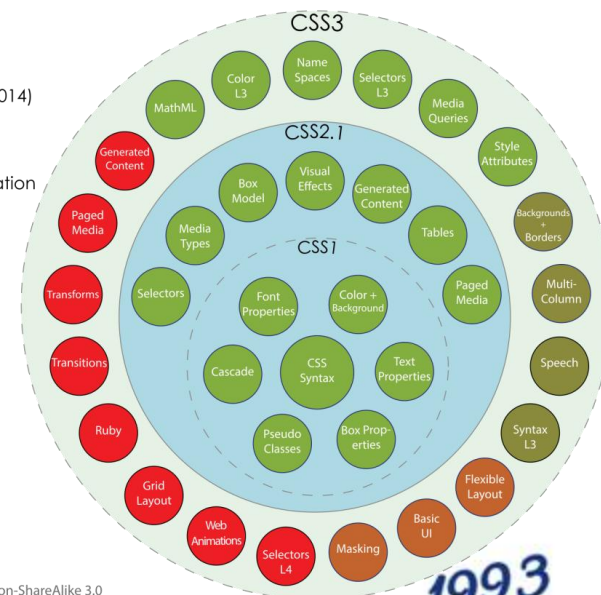 CSS3
014)
ation
Name
Spaces
Color
L3
Selectors
L3
MathML
Media
Queries
Generated
Content
Style
Attributes
Paged
Media
Backgrounds
+
Borders
Transforms
Multi-
Column
Transitions
Speech
Ruby
Syntax
L3
Grid
Layout
Flexible
Layout
Web
Animations
Basic
UI
Selectors
L4
Masking
CSS2.1
Visual
Effects
Box
Model
Generated
Content
Media
Types
Tables
Selectors
Paged
Media
CSS1
Font
Properties
Color +
Background
Cascade
CSS
Syntax
Text
Properties
Pseudo
Classes
Box Prop-
erties
on-ShareAlike 3.0
1993